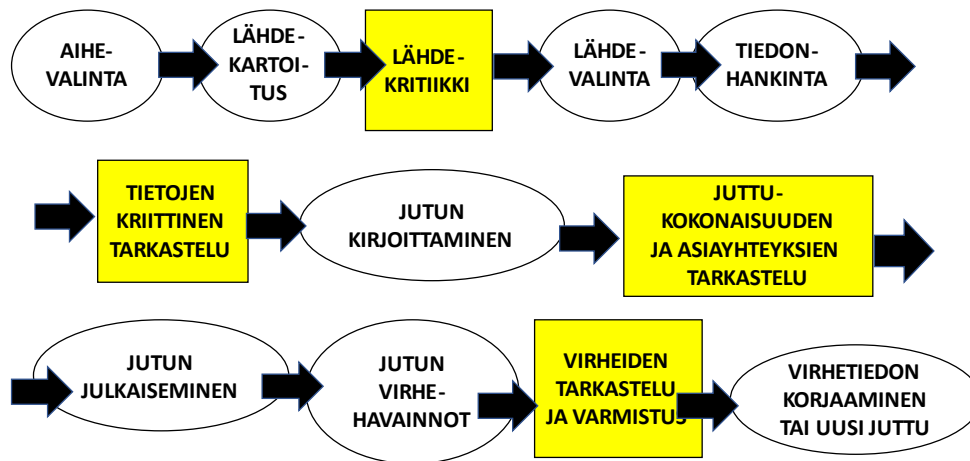 AIHE-
VALINTA
LÄHDE-
KARTOI-
TUS
LÄHDE-
KRITIIKKI
LÄHDE-
VALINTA
TIEDON-
HANKINTA
TIETOJEN
KRIITTINEN
TARKASTELU
JUTUN
KIRJOITTAMINEN
JUTTU-
KOKONAISUUDEN
JA ASIAYHTEYKSIEN
TARKASTELU
JUTUN
JULKAISEMINEN
JUTUN
VIRHE-
HAVAINNOT
VIRHEIDEN
TARKASTELU
JA VARMISTUS
VIRHETIEDON
KORJAAMINEN
TAI UUSI JUTTU